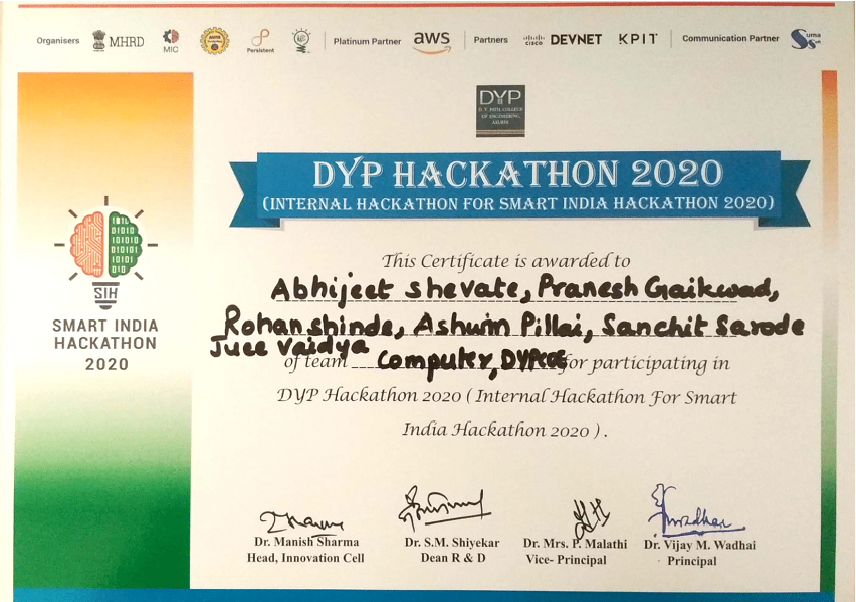 Organisers MHRD MIC Persistent Platinum Partner aws Partners CISCO DEVNET KPIT Communication Partner
DYP
D. Y. PATIL COLLEGE
OF ENGINEERING,
AKURDI
DYP HACKATHON 2020
(INTERNAL HACKATHON FOR SMART INDIA HACKATHON 2020)
SIH
SMART INDIA
HACKATHON
2020
This Certificate is awarded to
Abhijeet Shevate, Pranesh Gaikwad,
Rohan Shinde, Ashwin Pillai, Sanchit Sarode
Juee Vaidya
of team Computer, DYPCOE for participating in
DYP Hackathon 2020 ( Internal Hackathon For Smart
India Hackathon 2020 ) .
Dr. Manish Sharma
Head, Innovation Cell
Dr. S.M. Shiyekar
Dean R & D
Dr. Mrs. P. Malathi
Vice- Principal
Dr. Vijay M. Wadhai
Principal